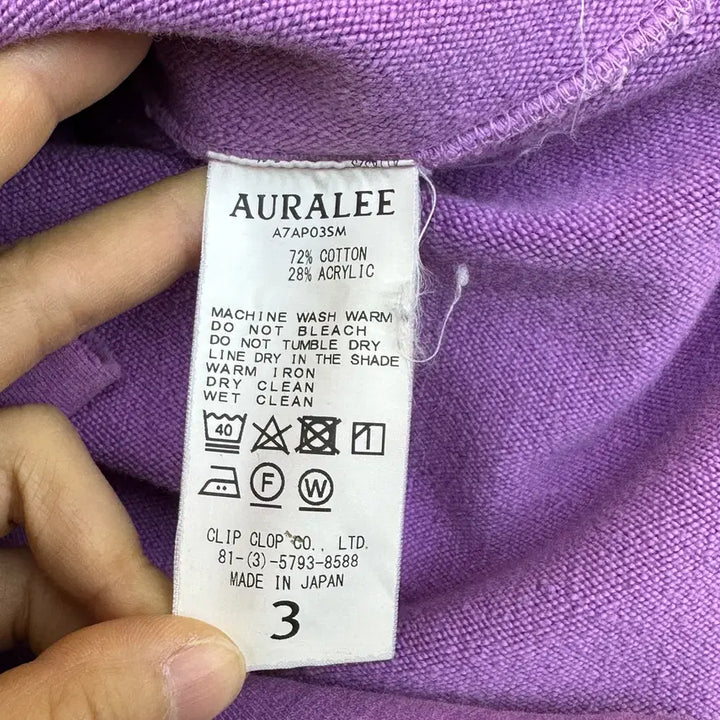 AURALEE
A7AP03SM
72% COTTON
28% ACRYLIC
MACHINE WASH WARM
DO NOT BLEACH
DO NOT TUMBLE DRY
LINE DRY IN THE SHADE
WARM IRON
DRY CLEAN
WET CLEAN
40
F W
CLIP CLOP CO., LTD.
81-(3)-5793-8588
MADE IN JAPAN
3